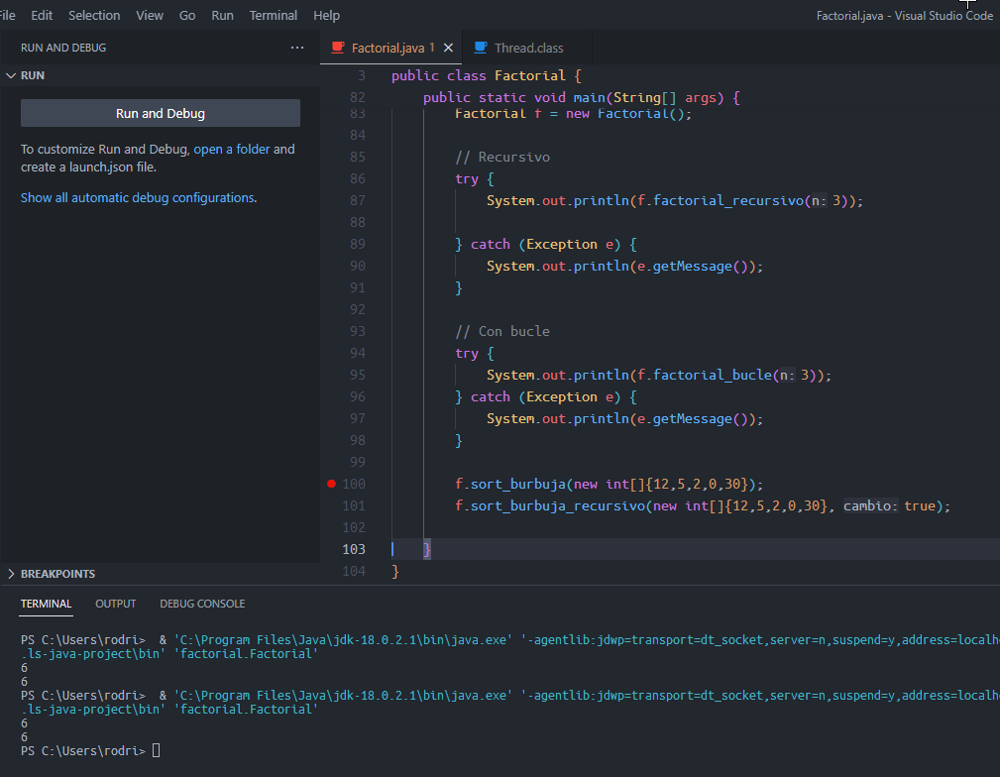 File Edit Selection View Go Run Terminal Help Factorial.java - Visual Studio Code
RUN AND DEBUG ···
RUN
Run and Debug
To customize Run and Debug, open a folder and
create a launch.json file.
Show all automatic debug configurations.
BREAKPOINTS
Factorial.java 1 Thread.class
3 public class Factorial {
82 public static void main(String[] args) {
83 Factorial f = new Factorial();
84
85 // Recursivo
86 try {
87 System.out.println(f.factorial_recursivo(n: 3));
88
89 } catch (Exception e) {
90 System.out.println(e.getMessage());
91 }
92
93 // Con bucle
94 try {
95 System.out.println(f.factorial_bucle(n: 3));
96 } catch (Exception e) {
97 System.out.println(e.getMessage());
98 }
99
100 f.sort_burbuja(new int[]{12,5,2,0,30});
101 f.sort_burbuja_recursivo(new int[]{12,5,2,0,30}, cambio: true);
102
103 }
104 }
TERMINAL OUTPUT DEBUG CONSOLE
PS C:\Users\rodri> & 'C:\Program Files\Java\jdk-18.0.2.1\bin\java.exe' '-agentlib:jdwp=transport=dt_socket,server=n,suspend=y,address=localh
.ls-java-project\bin' 'factorial.Factorial'
6
6
PS C:\Users\rodri> & 'C:\Program Files\Java\jdk-18.0.2.1\bin\java.exe' '-agentlib:jdwp=transport=dt_socket,server=n,suspend=y,address=localh
.ls-java-project\bin' 'factorial.Factorial'
6
6
PS C:\Users\rodri>